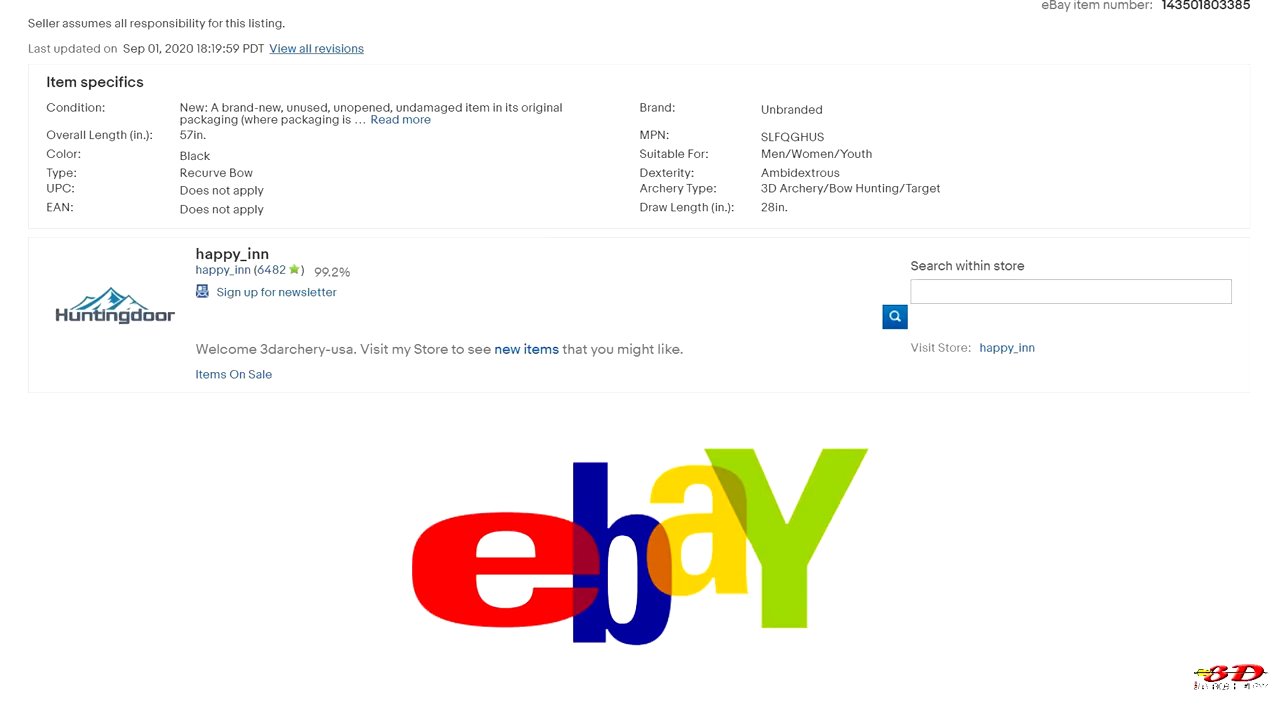 eBay item number: 143501803385
Seller assumes all responsibility for this listing.
Last updated on Sep 01, 2020 18:19:59 PDT View all revisions
Item specifics
Condition: New: A brand-new, unused, unopened, undamaged item in its original
packaging (where packaging is ... Read more
Brand: Unbranded
Overall Length (in.): 57in.
MPN: SLFQGHUS
Color: Black
Suitable For: Men/Women/Youth
Type: Recurve Bow
Dexterity: Ambidextrous
UPC: Does not apply
Archery Type: 3D Archery/Bow Hunting/Target
EAN: Does not apply
Draw Length (in.): 28in.
happy_inn
happy_inn (6482 ) 99.2%
Sign up for newsletter
Huntingdoor
Welcome 3darchery-usa. Visit my Store to see new items that you might like.
Items On Sale
Search within store
Visit Store: happy_inn
ebaY
3D